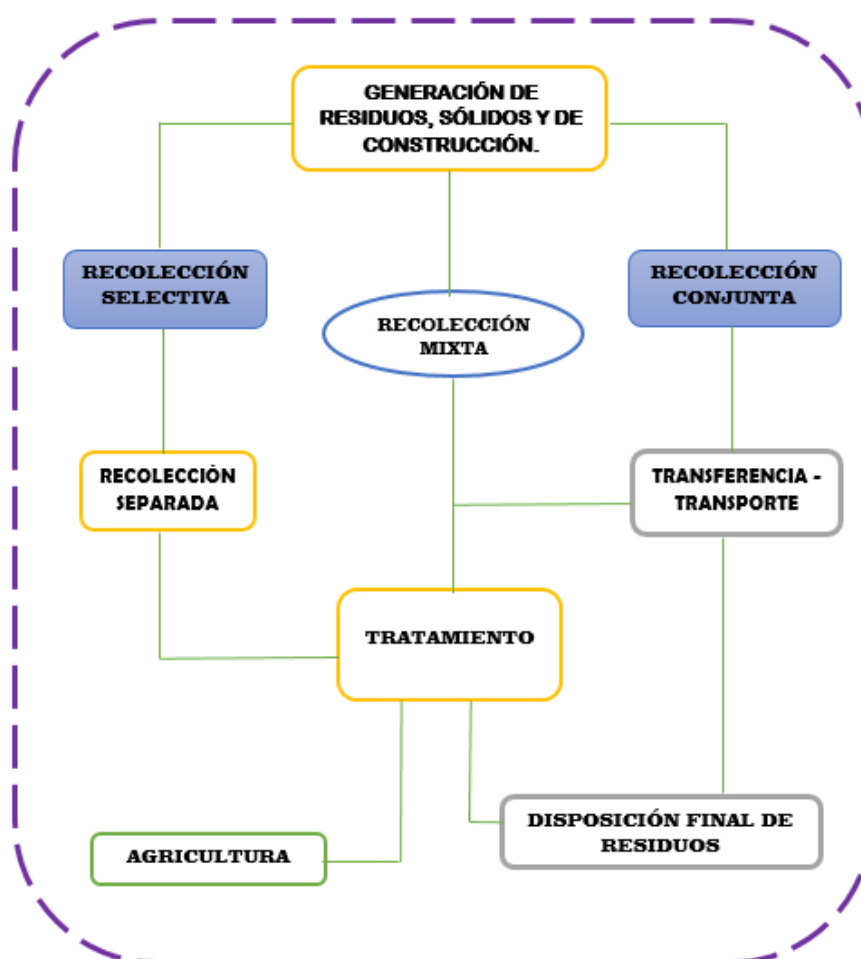 GENERACIÓN DE
RESIDUOS, SÓLIDOS Y DE
CONSTRUCCIÓN.
RECOLECCIÓN
SELECTIVA
RECOLECCIÓN
MIXTA
RECOLECCIÓN
CONJUNTA
RECOLECCIÓN
SEPARADA
TRANSFERENCIA -
TRANSPORTE
TRATAMIENTO
AGRICULTURA
DISPOSICIÓN FINAL DE
RESIDUOS